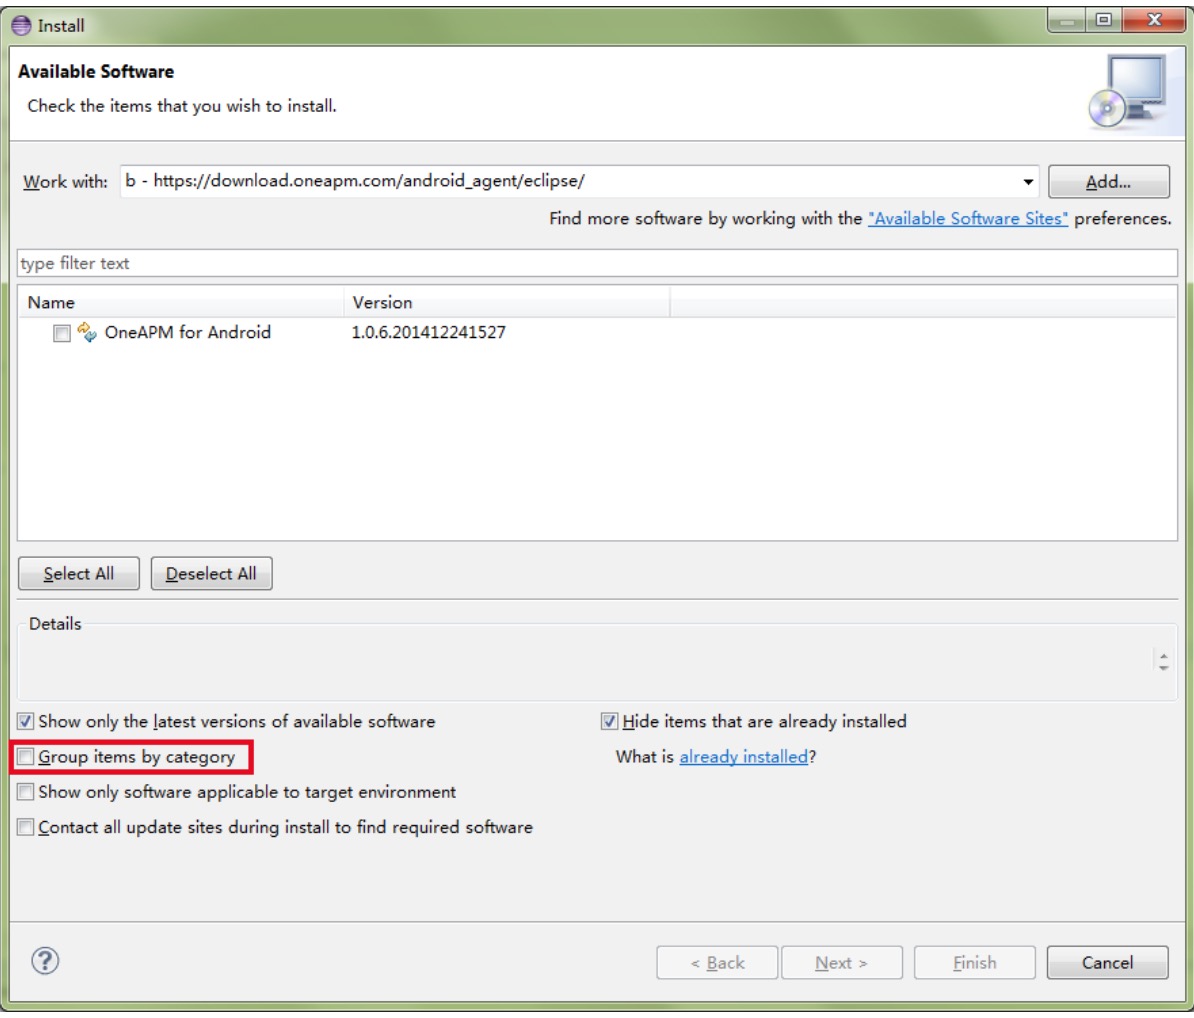 Install
Available Software
Check the items that you wish to install.
Work with: b - https://download.oneapm.com/android_agent/eclipse/ Add...
Find more software by working with the "Available Software Sites" preferences.
type filter text
Name Version
OneAPM for Android 1.0.6.201412241527
Select All Deselect All
Details
Show only the latest versions of available software Hide items that are already installed
Group items by category What is already installed?
Show only software applicable to target environment
Contact all update sites during install to find required software
? < Back Next > Finish Cancel